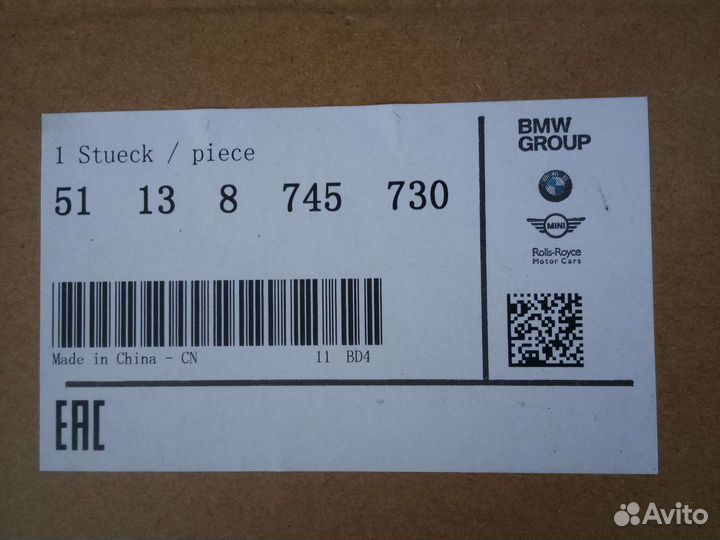 1 Stueck / piece
51 13 8 745 730
Made in China - CN 11 BD4
EAC
BMW
GROUP
MINI
Rolls-Royce
Motor Cars
Avito